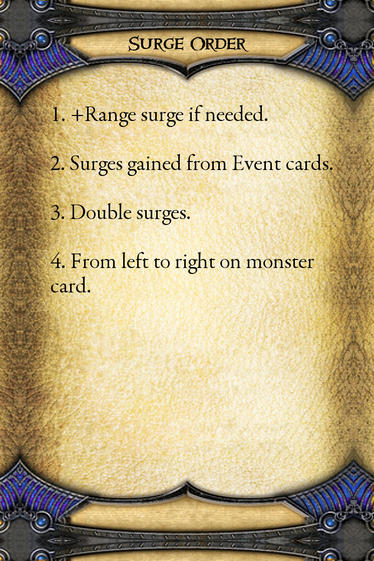 Surge Order
1. +Range surge if needed.
2. Surges gained from Event cards.
3. Double surges.
4. From left to right on monster
card.